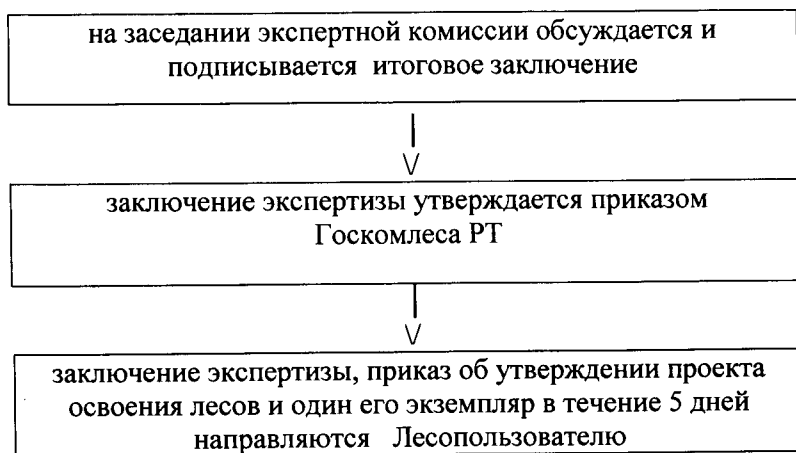 на заседании экспертной комиссии обсуждается и
подписывается итоговое заключение
заключение экспертизы утверждается приказом
Госкомлеса РТ
заключение экспертизы, приказ об утверждении проекта
освоения лесов и один его экземпляр в течение 5 дней
направляются Лесопользователю